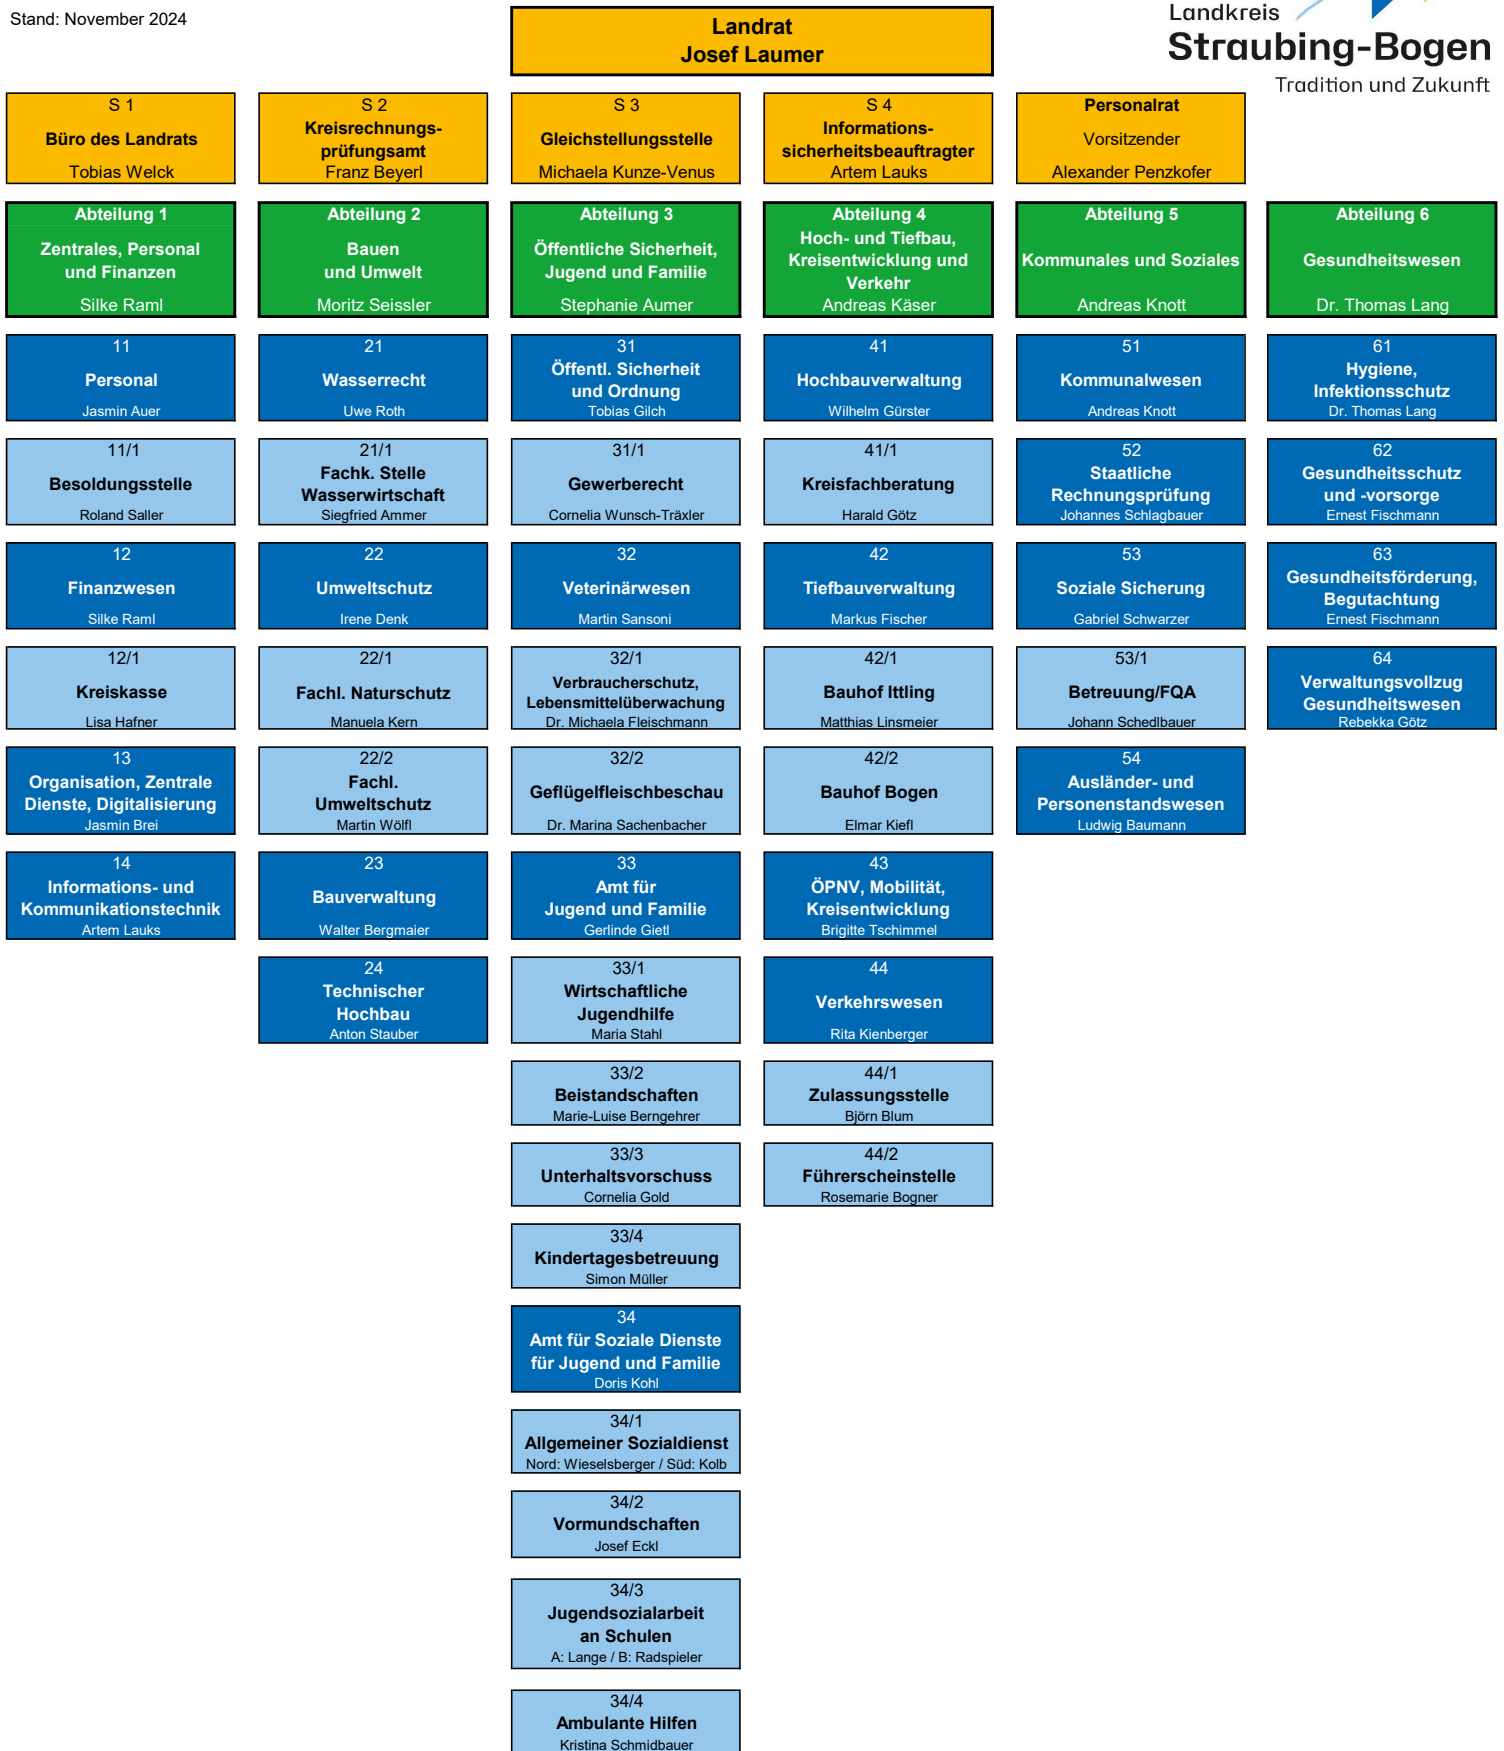 Stand: November 2024
Landrat
Josef Laumer
Landkreis
Straubing-Bogen
Tradition und Zukunft
S 1
Büro des Landrats
Tobias Welck
S 2
Kreisrechnungs-
prüfungsamt
Franz Beyerl
S 3
Gleichstellungsstelle
Michaela Kunze-Venus
S 4
Informations-
sicherheitsbeauftragter
Artem Lauks
Personalrat
Vorsitzender
Alexander Penzkofer
Abteilung 1
Zentrales, Personal
und Finanzen
Silke Raml
Abteilung 2
Bauen
und Umwelt
Moritz Seissler
Abteilung 3
Öffentliche Sicherheit,
Jugend und Familie
Stephanie Aumer
Abteilung 4
Hoch- und Tiefbau,
Kreisentwicklung und
Verkehr
Andreas Käser
Abteilung 5
Kommunales und Soziales
Andreas Knott
Abteilung 6
Gesundheitswesen
Dr. Thomas Lang
11
Personal
Jasmin Auer
21
Wasserrecht
Uwe Roth
31
Öffentl. Sicherheit
und Ordnung
Tobias Gilch
41
Hochbauverwaltung
Wilhelm Gürster
51
Kommunalwesen
Andreas Knott
61
Hygiene,
Infektionsschutz
Dr. Thomas Lang
11/1
Besoldungsstelle
Roland Saller
21/1
Fachk. Stelle
Wasserwirtschaft
Siegfried Ammer
31/1
Gewerberecht
Cornelia Wunsch-Träxler
41/1
Kreisfachberatung
Harald Götz
52
Staatliche
Rechnungsprüfung
Johannes Schlagbauer
62
Gesundheitsschutz
und -vorsorge
Ernest Fischmann
12
Finanzwesen
Silke Raml
22
Umweltschutz
Irene Denk
32
Veterinärwesen
Martin Sansoni
42
Tiefbauverwaltung
Markus Fischer
53
Soziale Sicherung
Gabriel Schwarzer
63
Gesundheitsförderung,
Begutachtung
Ernest Fischmann
12/1
Kreiskasse
Lisa Hafner
22/1
Fachl. Naturschutz
Manuela Kern
32/1
Verbraucherschutz,
Lebensmittelüberwachung
Dr. Michaela Fleischmann
42/1
Bauhof Ittling
Matthias Linsmeier
53/1
Betreuung/FQA
Johann Schedlbauer
64
Verwaltungsvollzug
Gesundheitswesen
Rebekka Götz
13
Organisation, Zentrale
Dienste, Digitalisierung
Jasmin Brei
22/2
Fachl.
Umweltschutz
Martin Wölfl
32/2
Geflügelfleischbeschau
Dr. Marina Sachenbacher
42/2
Bauhof Bogen
Elmar Kiefl
54
Ausländer- und
Personenstandswesen
Ludwig Baumann
14
Informations- und
Kommunikationstechnik
Artem Lauks
23
Bauverwaltung
Walter Bergmaier
33
Amt für
Jugend und Familie
Gerlinde Gietl
43
ÖPNV, Mobilität,
Kreisentwicklung
Brigitte Tschimmel
24
Technischer
Hochbau
Anton Stauber
33/1
Wirtschaftliche
Jugendhilfe
Maria Stahl
44
Verkehrswesen
Rita Kienberger
33/2
Beistandschaften
Marie-Luise Berngehrer
44/1
Zulassungsstelle
Björn Blum
33/3
Unterhaltsvorschuss
Cornelia Gold
44/2
Führerscheinstelle
Rosemarie Bogner
33/4
Kindertagesbetreuung
Simon Müller
34
Amt für Soziale Dienste
für Jugend und Familie
Doris Kohl
34/1
Allgemeiner Sozialdienst
Nord: Wieselsberger / Süd: Kolb
34/2
Vormundschaften
Josef Eckl
34/3
Jugendsozialarbeit
an Schulen
A: Lange / B: Radspieler
34/4
Ambulante Hilfen
Kristina Schmidbauer